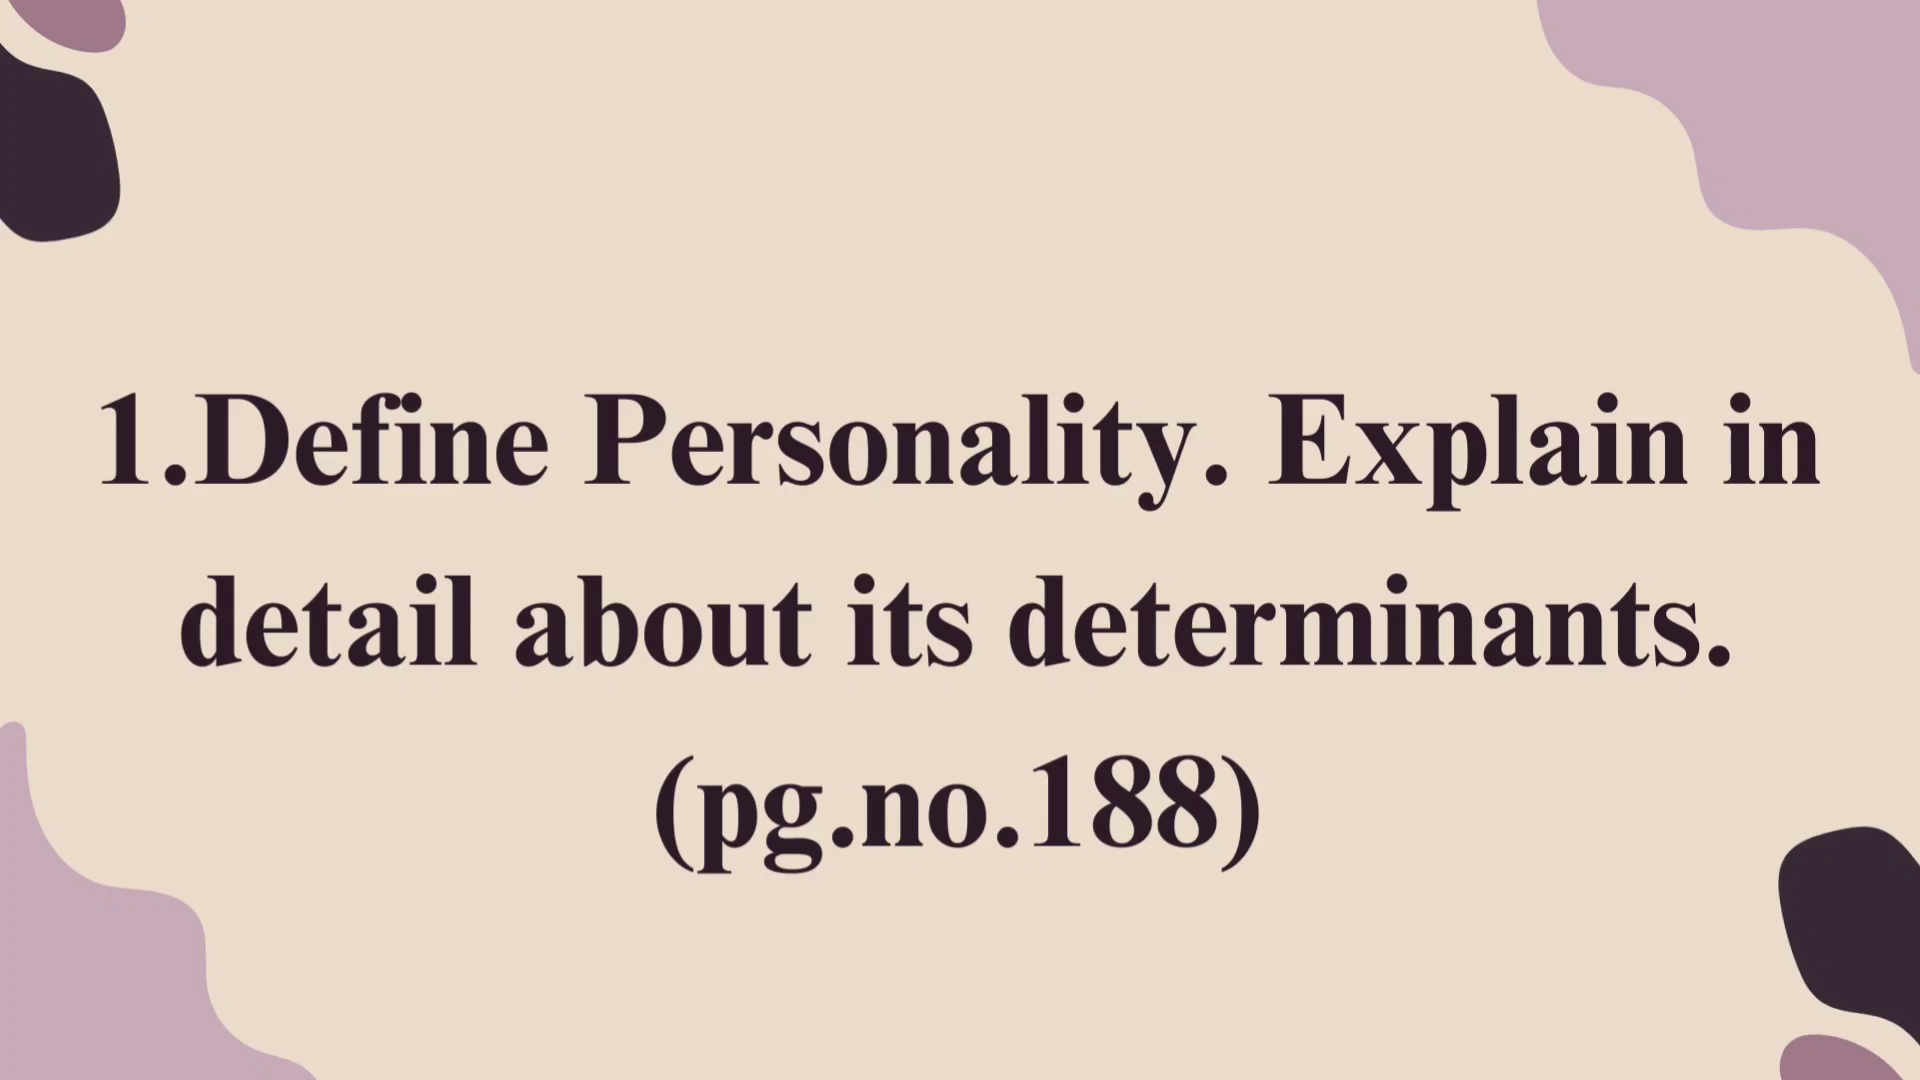 1.Define Personality. Explain in
detail about its determinants.
(pg.no.188)